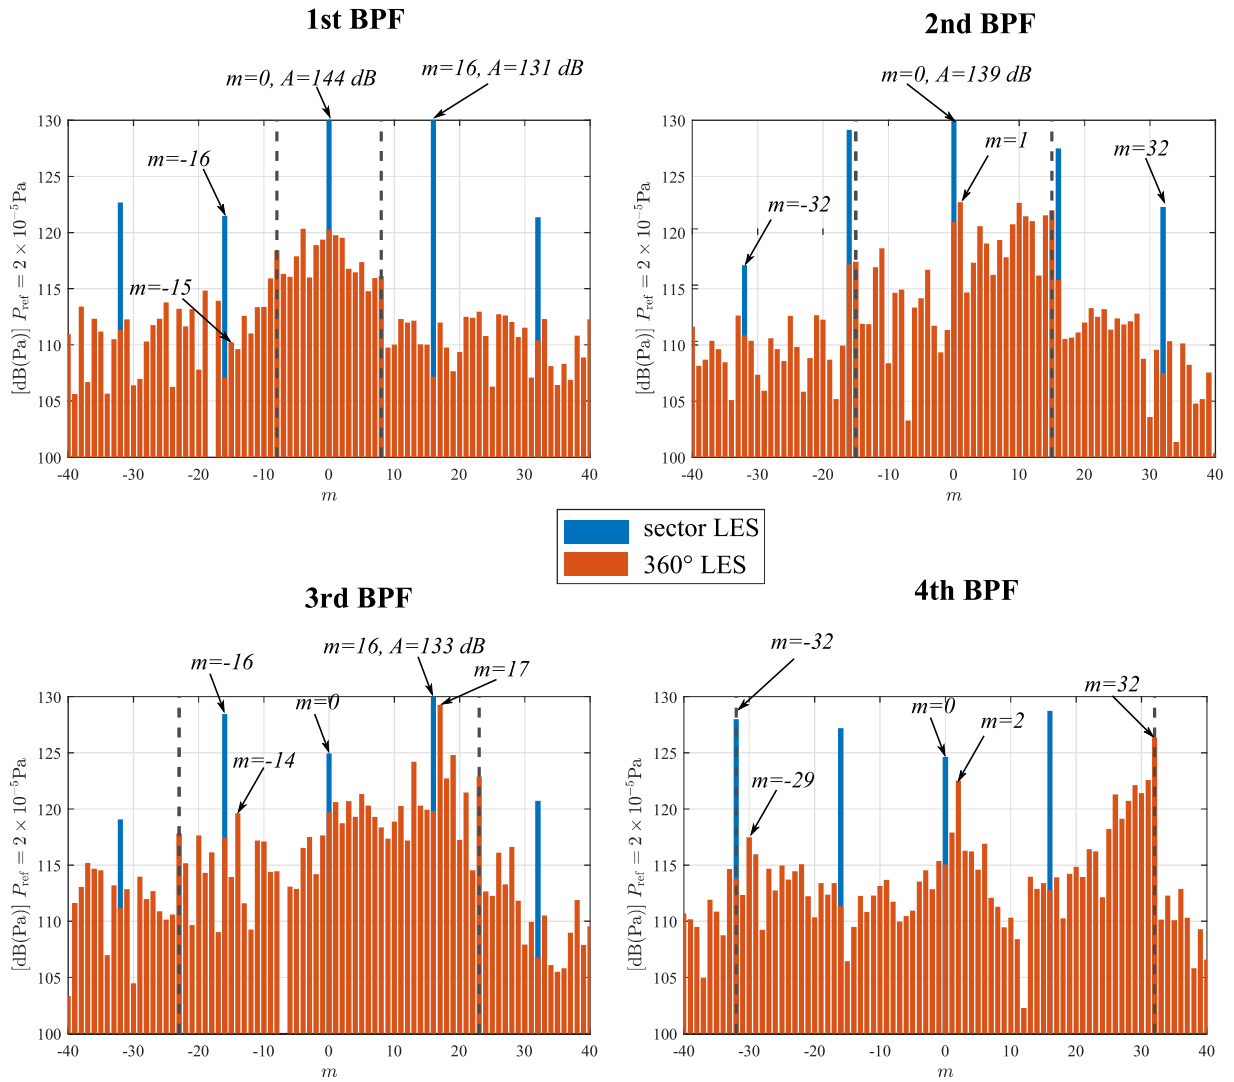 1st BPF
m=0, A=144 dB
m=16, A=131 dB
m=-16
m=-15
130
125
120
115
110
105
100
-40 -30 -20 -10 0 10 20 30 40
m
[dB(Pa)] P_ref = 2 × 10^−5 Pa
2nd BPF
m=0, A=139 dB
m=1
m=32
m=-32
130
125
120
115
110
105
100
-40 -30 -20 -10 0 10 20 30 40
m
[dB(Pa)] P_ref = 2 × 10^−5 Pa
sector LES
360° LES
3rd BPF
m=16, A=133 dB
m=-16
m=17
m=0
m=-14
130
125
120
115
110
105
100
-40 -30 -20 -10 0 10 20 30 40
m
[dB(Pa)] P_ref = 2 × 10^−5 Pa
4th BPF
m=-32
m=32
m=0
m=2
m=-29
130
125
120
115
110
105
100
-40 -30 -20 -10 0 10 20 30 40
m
[dB(Pa)] P_ref = 2 × 10^−5 Pa